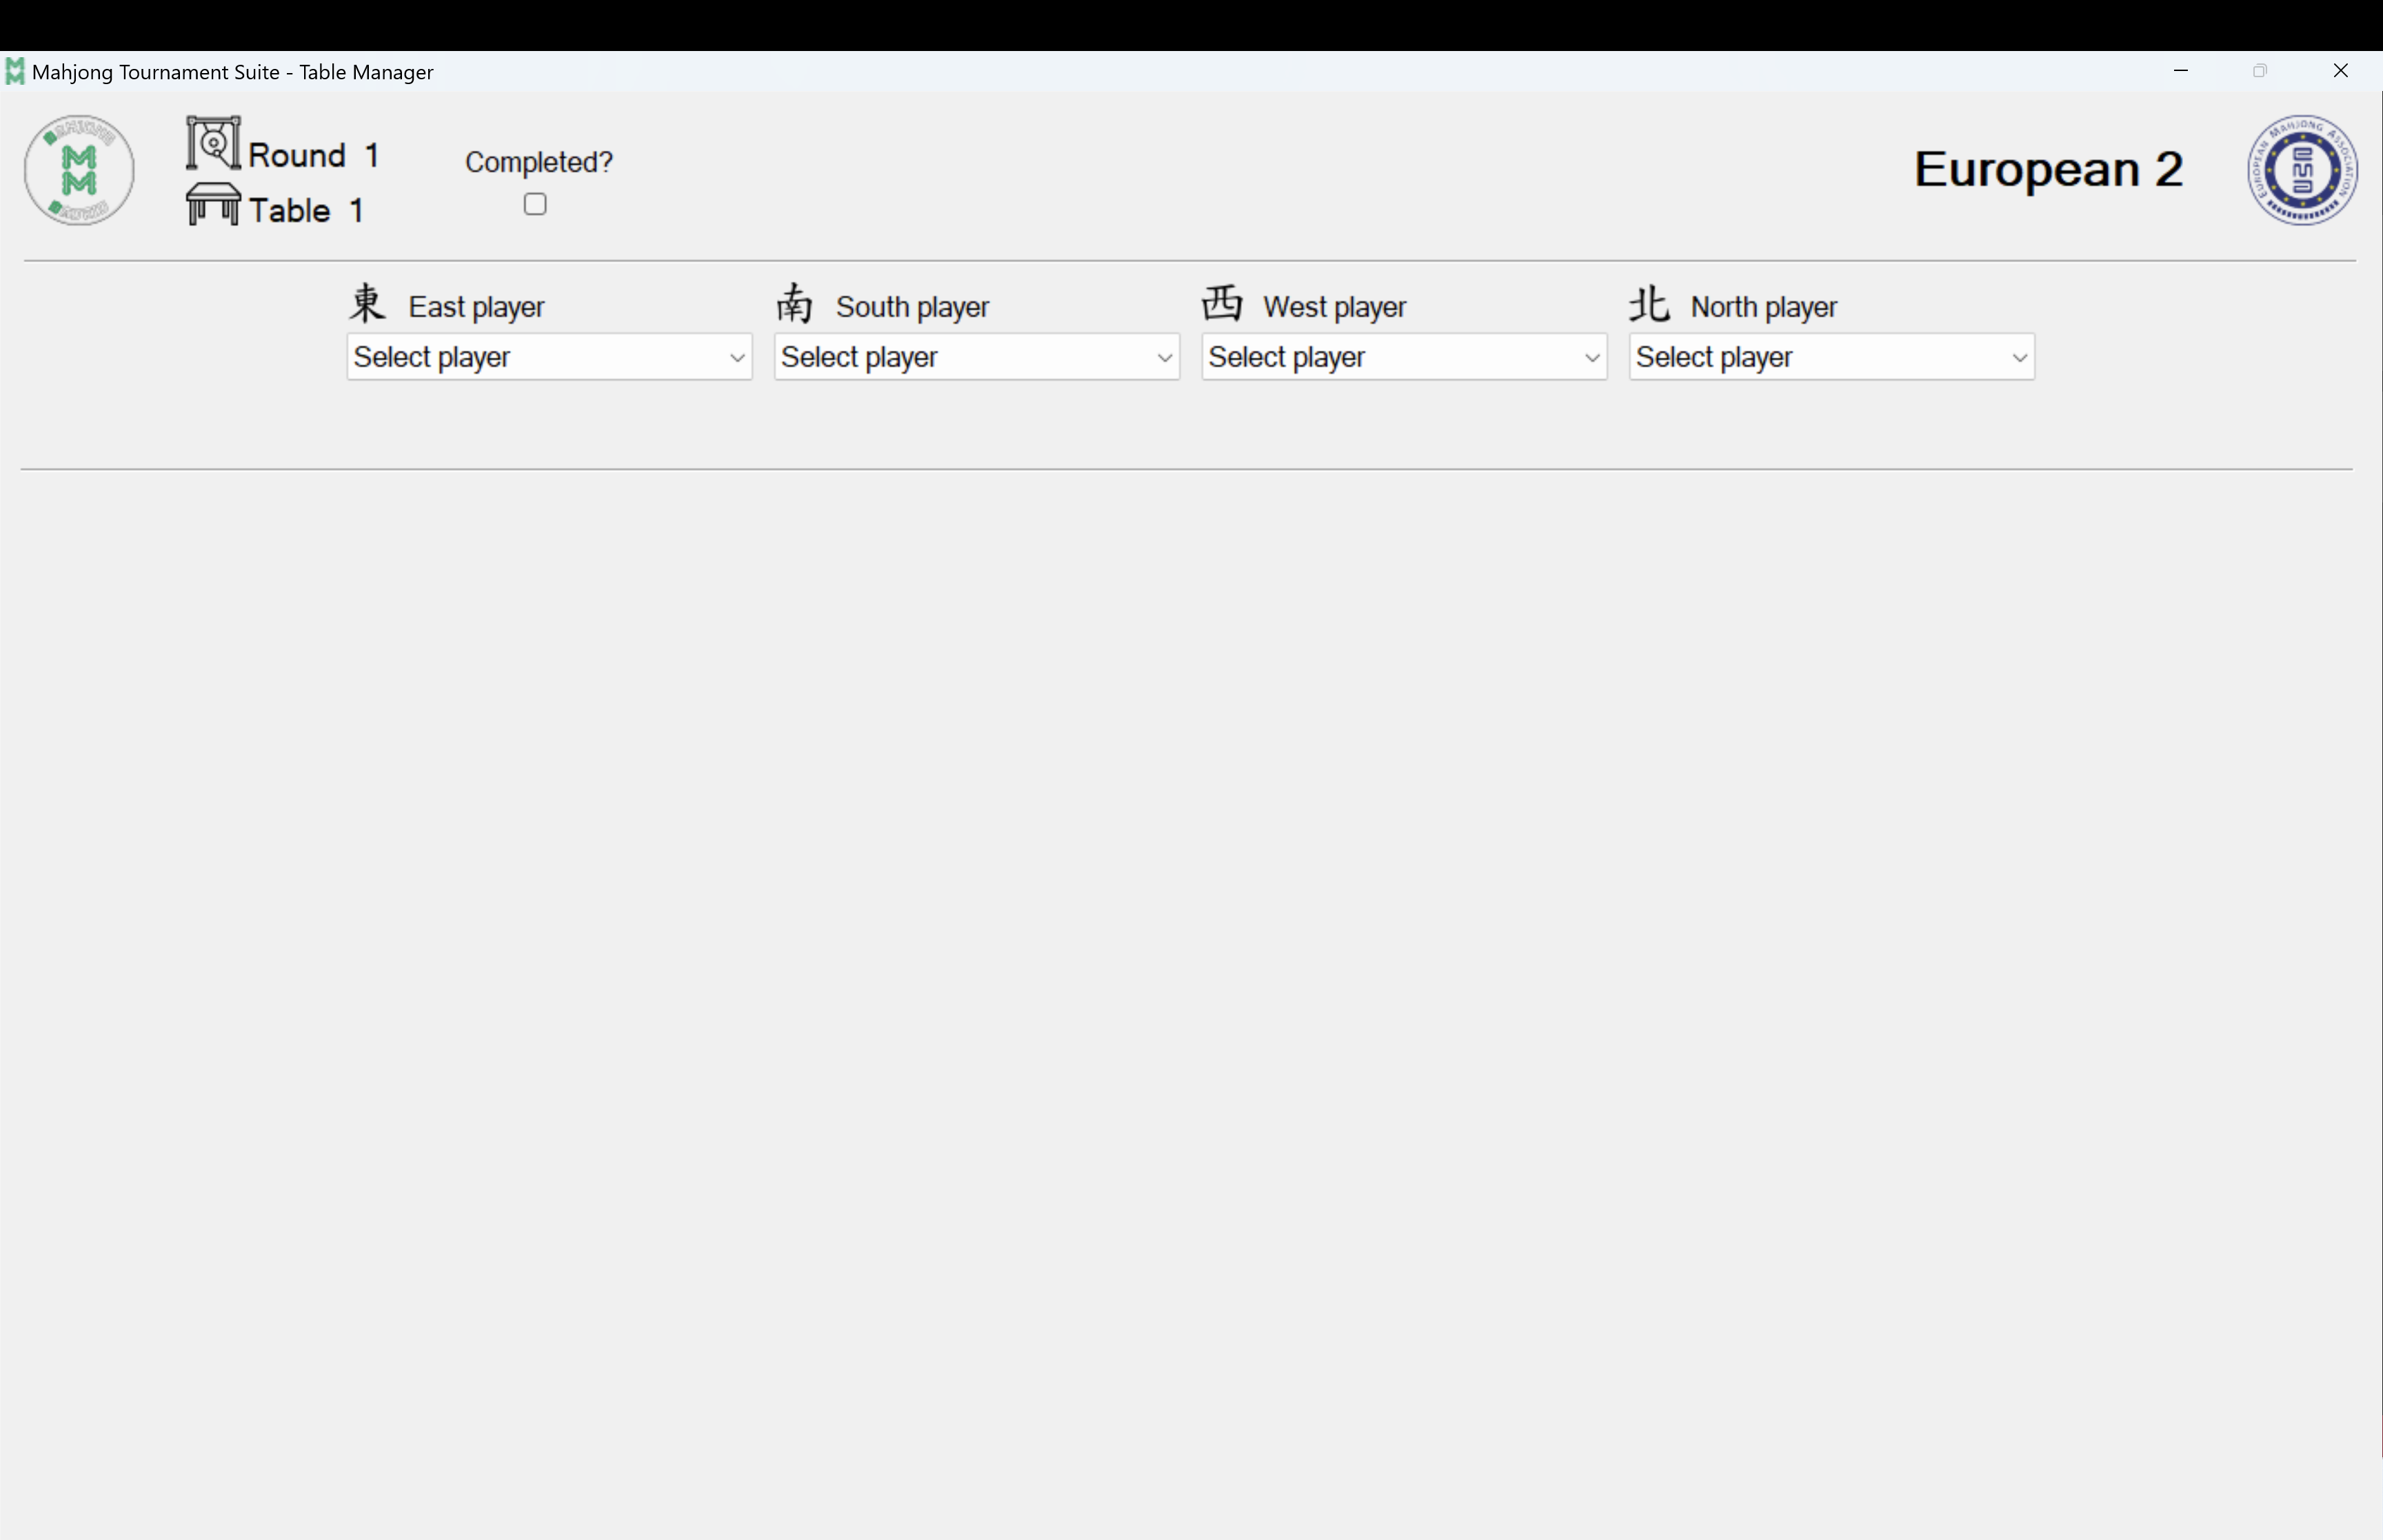 Mahjong Tournament Suite - Table Manager
Round 1
Table 1
Completed?
European 2
EUROPEAN MAHJONG ASSOCIATION
東 East player
南 South player
西 West player
北 North player
Select player
Select player
Select player
Select player